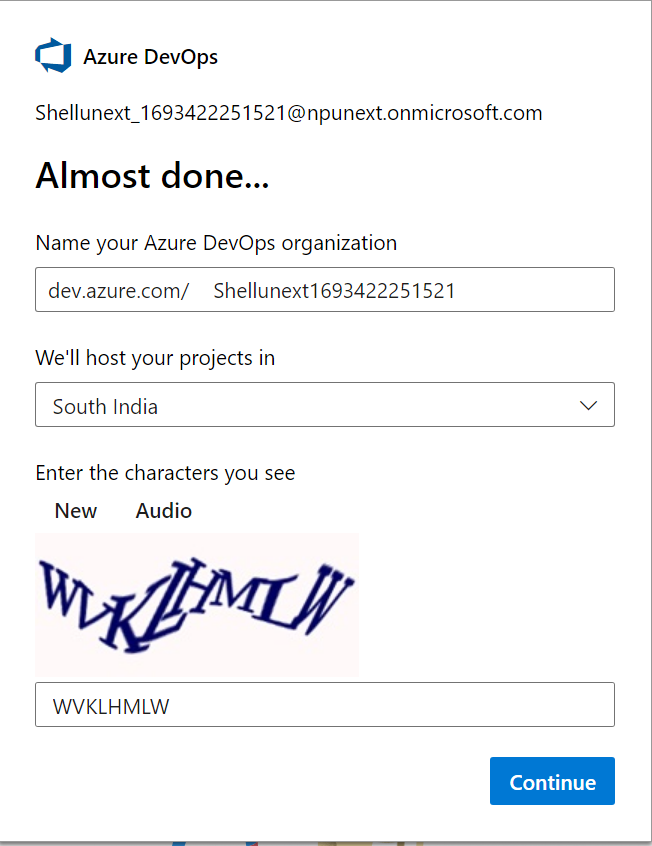 Azure DevOps
Shellunext_1693422251521@npunext.onmicrosoft.com
Almost done...
Name your Azure DevOps organization
dev.azure.com/ Shellunext1693422251521
We'll host your projects in
South India
Enter the characters you see
New Audio
WVKLHMLW
WVKLHMLW
Continue